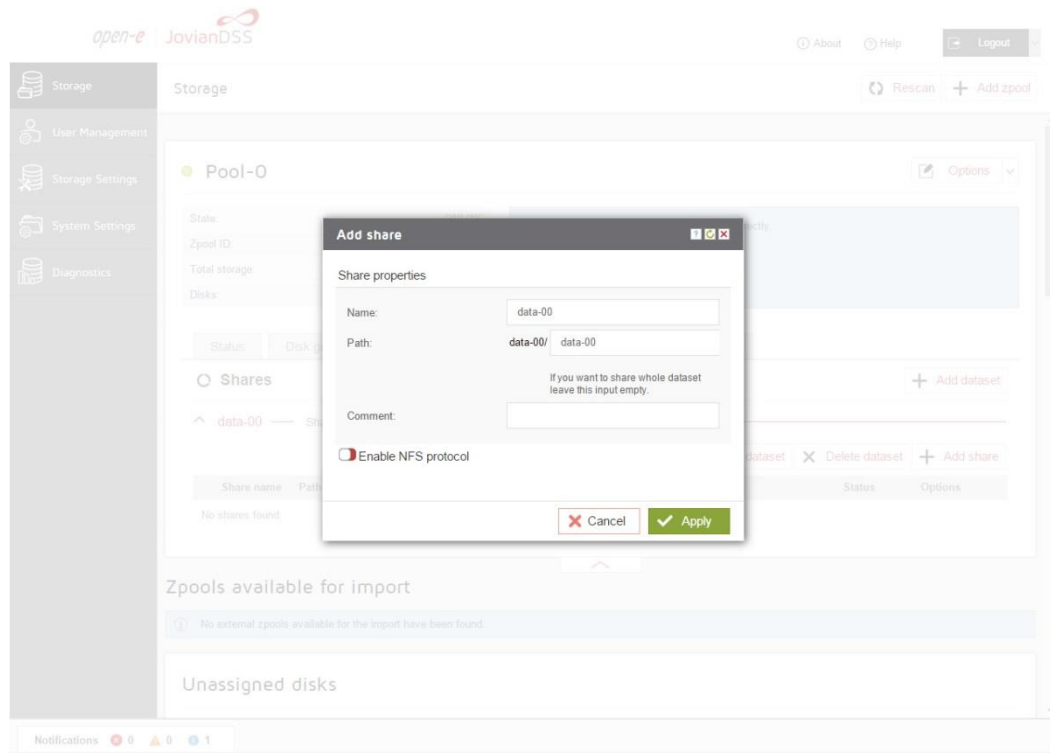 open-e JovianDSS
About Help Logout
Storage
User Management
Storage Settings
System Settings
Diagnostics
Storage
Rescan Add zpool
Pool-0
Options
State:
Zpool ID:
Total storage
Disks:
Add share
Share properties
Name: data-00
Path: data-00/ data-00
If you want to share whole dataset
leave this input empty.
Comment:
Enable NFS protocol
Cancel Apply
Status Disk
Shares
Add dataset
data-00
dataset Delete dataset Add share
Share name Path Status Options
No shares found
Zpools available for import
No external zpools available for the import have been found.
Unassigned disks
Notifications 0 0 1